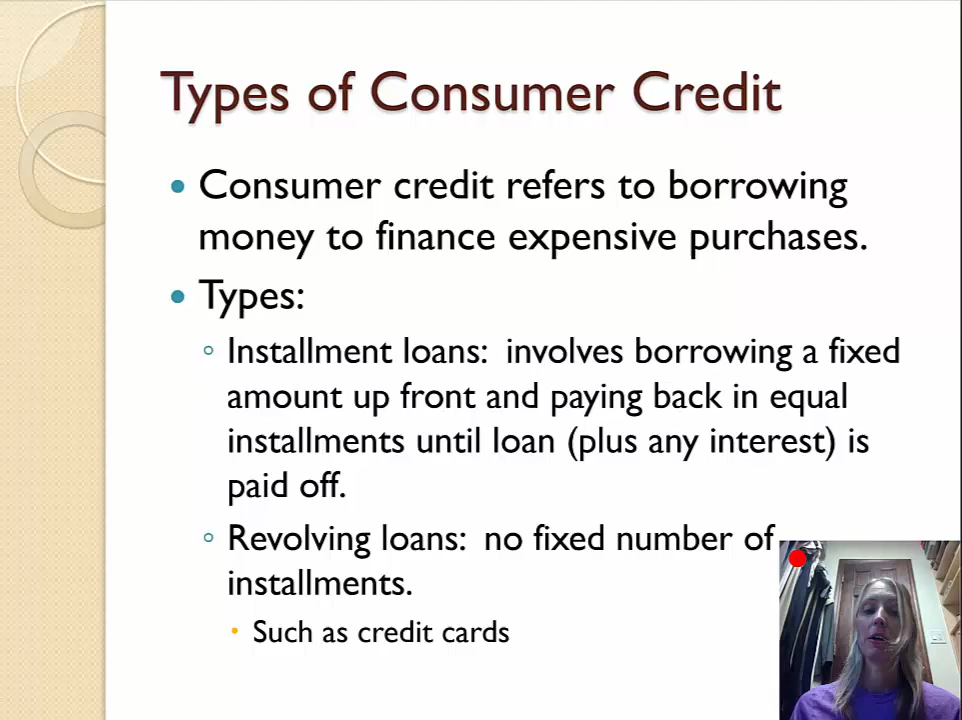 Types of Consumer Credit
Consumer credit refers to borrowing
money to finance expensive purchases.
Types:
Installment loans:  involves borrowing a fixed
amount up front and paying back in equal
installments until loan (plus any interest) is
paid off.
Revolving loans:  no fixed number of
installments.
Such as credit cards